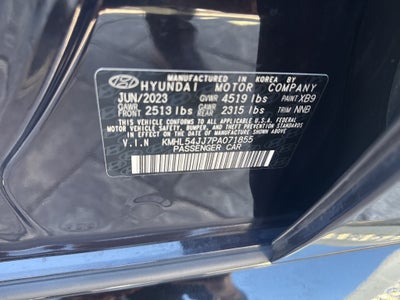 MANUFACTURED IN KOREA BY
HYUNDAI MOTOR COMPANY
JUN/2023 GVWR 4519 lbs PAINT XB9
GAWR FRONT 2513 lbs GAWR REAR 2315 lbs TRIM NNB
THIS VEHICLE CONFORMS TO ALL APPLICABLE U.S.A. FEDERAL
MOTOR VEHICLE SAFETY, BUMPER, AND THEFT PREVENTION
STANDARDS IN EFFECT ON THE DATE OF MANUFACTURE SHOWN ABOVE.
V.I.N KMHL54JJ7PA071855
PASSENGER CAR